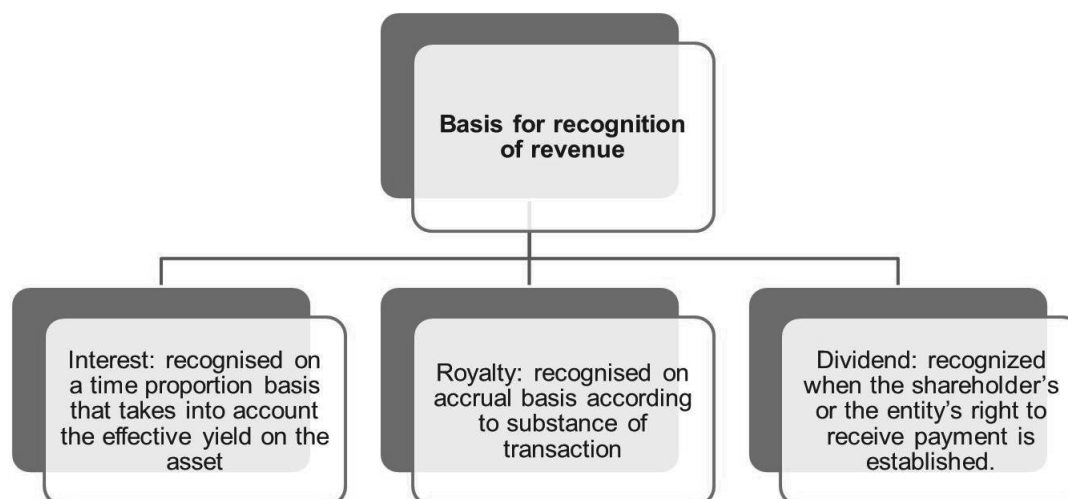 Basis for recognition
of revenue
Interest: recognised on
a time proportion basis
that takes into account
the effective yield on the
asset
Royalty: recognised on
accrual basis according
to substance of
transaction
Dividend: recognized
when the shareholder’s
or the entity’s right to
receive payment is
established.